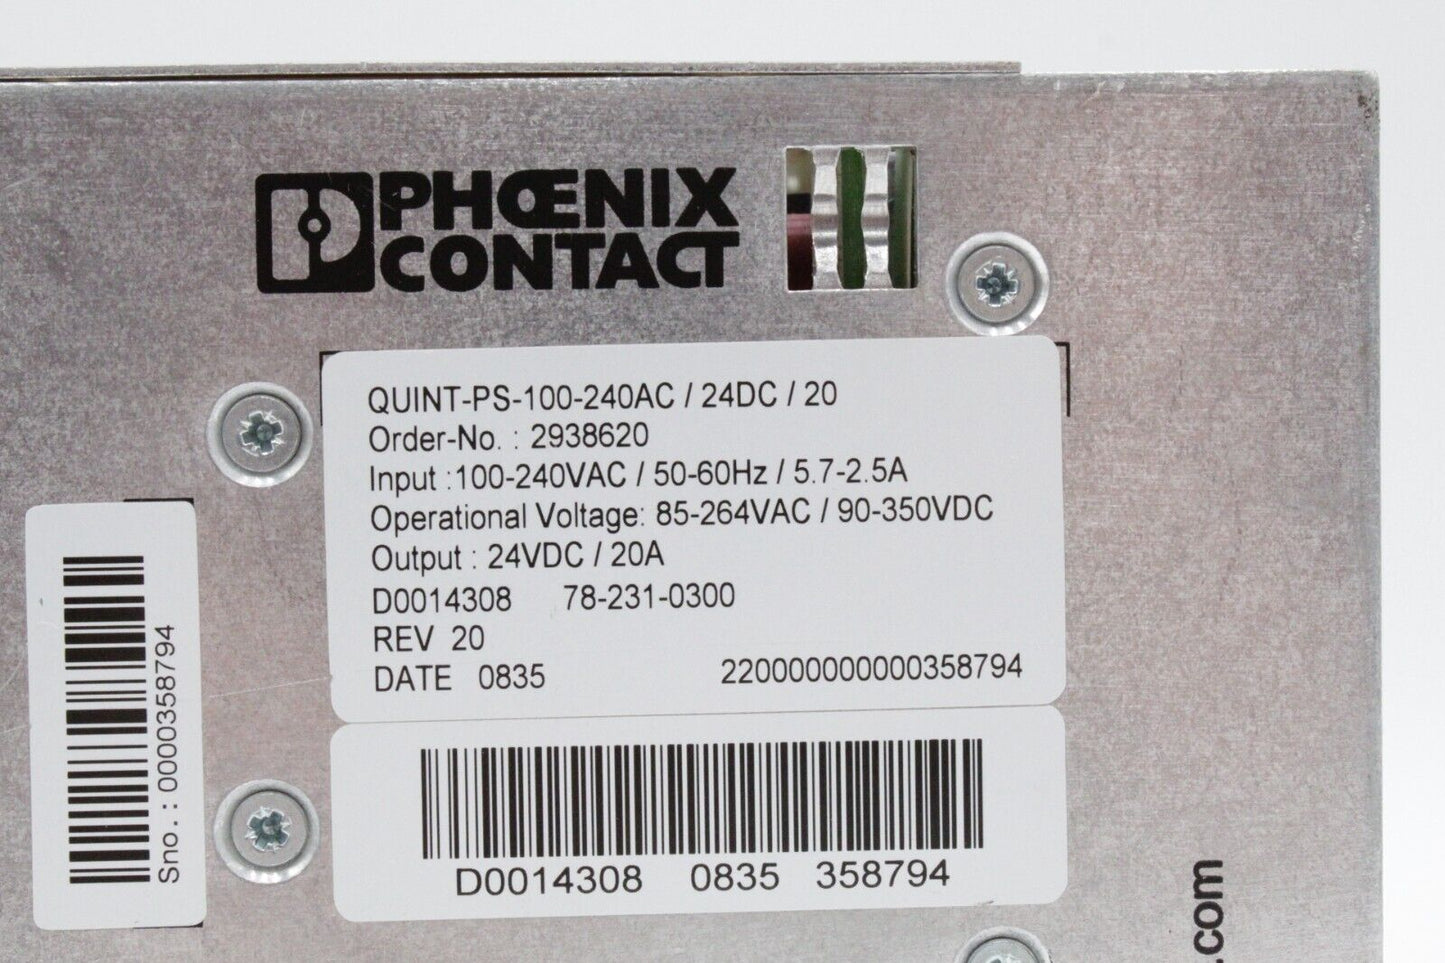 PHŒNIX
CONTACT
QUINT-PS-100-240AC / 24DC / 20
Order-No. : 2938620
Input :100-240VAC / 50-60Hz / 5.7-2.5A
Operational Voltage: 85-264VAC / 90-350VDC
Output : 24VDC / 20A
D0014308 78-231-0300
REV 20
DATE 0835 220000000000358794
D0014308 0835 358794
Sno.: 0000358794
.com